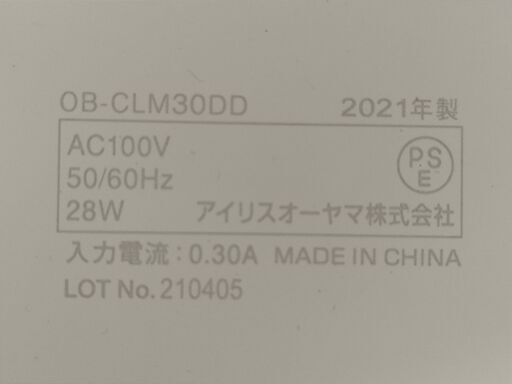 OB-CLM30DD 2021年製
AC100V
50/60Hz
PSE
28W アイリスオーヤマ株式会社
入力電流:0.30A MADE IN CHINA
LOT No. 210405